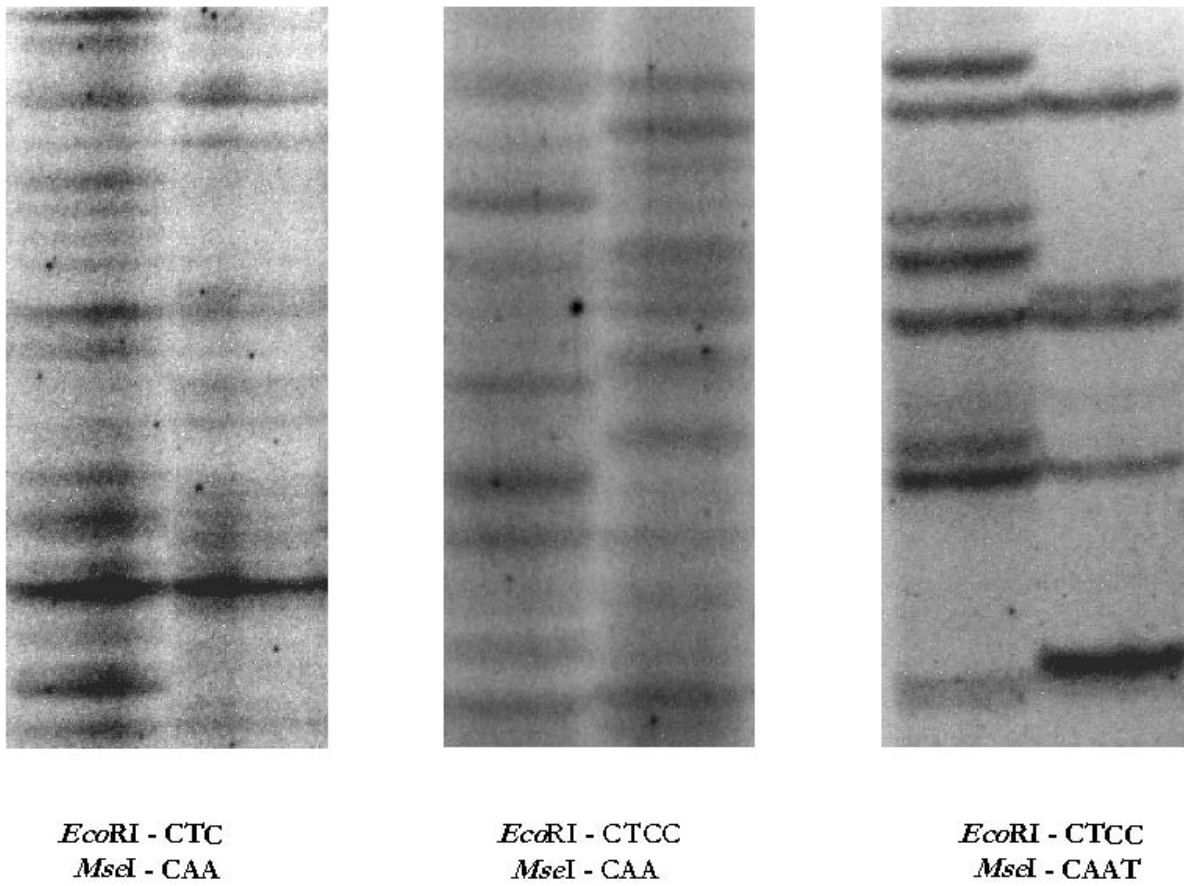 EcoRI - CTC
MseI - CAA
EcoRI - CTCC
MseI - CAA
EcoRI - CTCC
MseI - CAAT